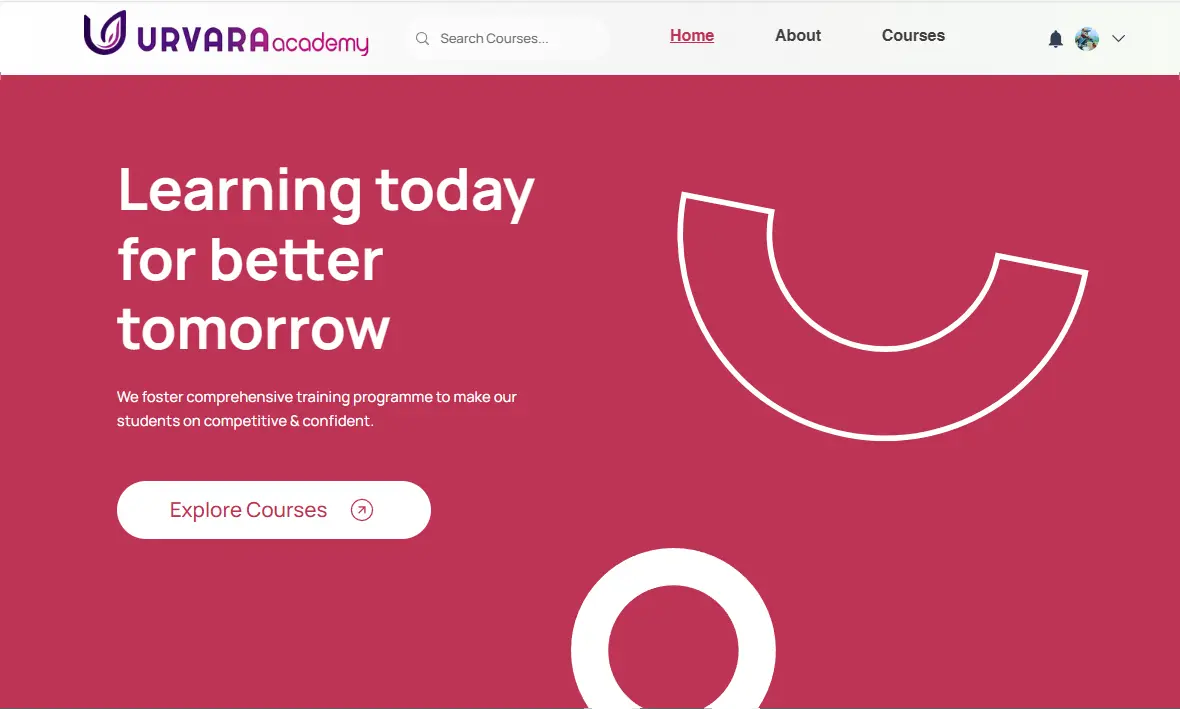 URVARA academy
Search Courses...
Home
About
Courses
Learning today
for better
tomorrow
We foster comprehensive training programme to make our
students on competitive & confident.
Explore Courses